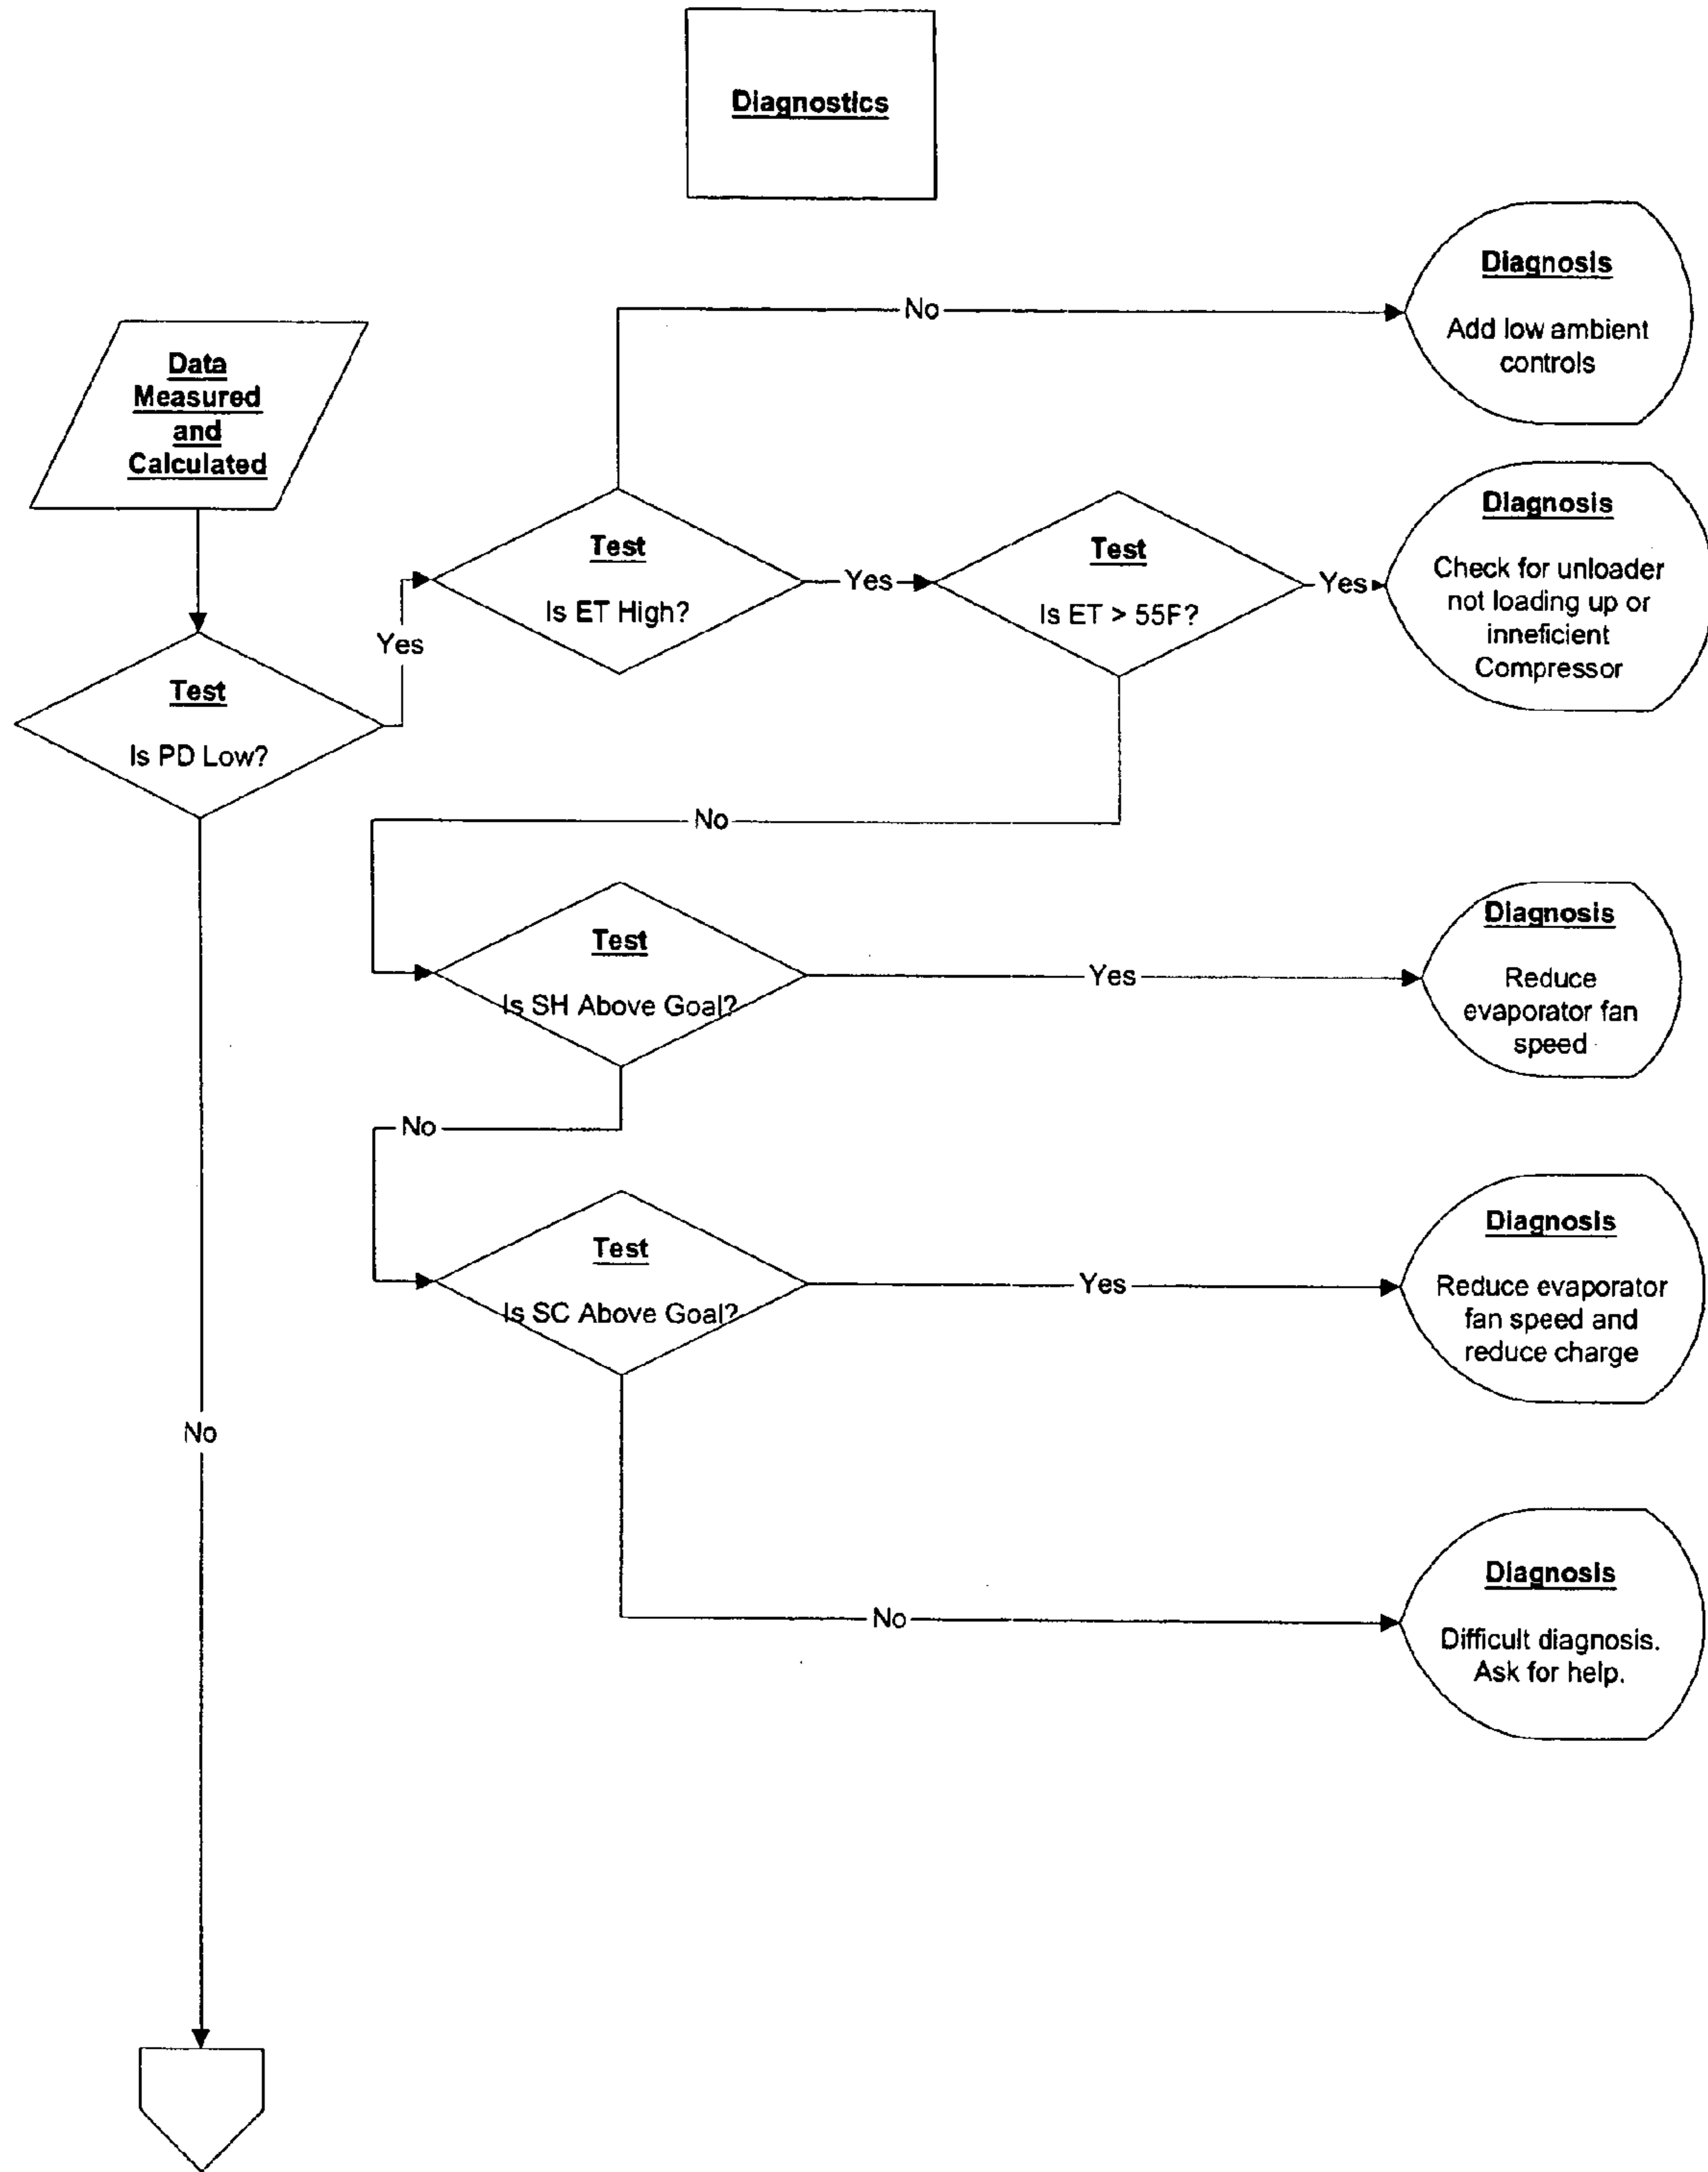 Diagnostics
Data
Measured
and
Calculated
Test
Is PD Low?
Yes
No
Test
Is ET High?
No
Yes
Diagnosis
Add low ambient
controls
Test
Is ET > 55F?
Yes
No
Diagnosis
Check for unloader
not loading up or
inneficient
Compressor
Test
Is SH Above Goal?
Yes
No
Diagnosis
Reduce
evaporator fan
speed
Test
Is SC Above Goal?
Yes
No
Diagnosis
Reduce evaporator
fan speed and
reduce charge
Diagnosis
Difficult diagnosis.
Ask for help.